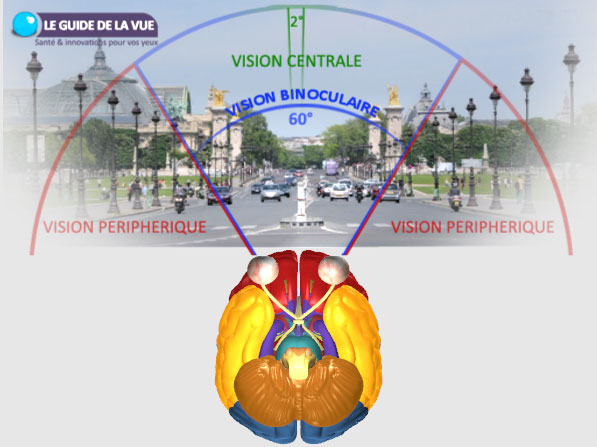 LE GUIDE DE LA VUE
Santé & innovations pour vos yeux
2°
VISION CENTRALE
VISION BINOCULAIRE
60°
VISION PERIPHERIQUE
VISION PERIPHERIQUE